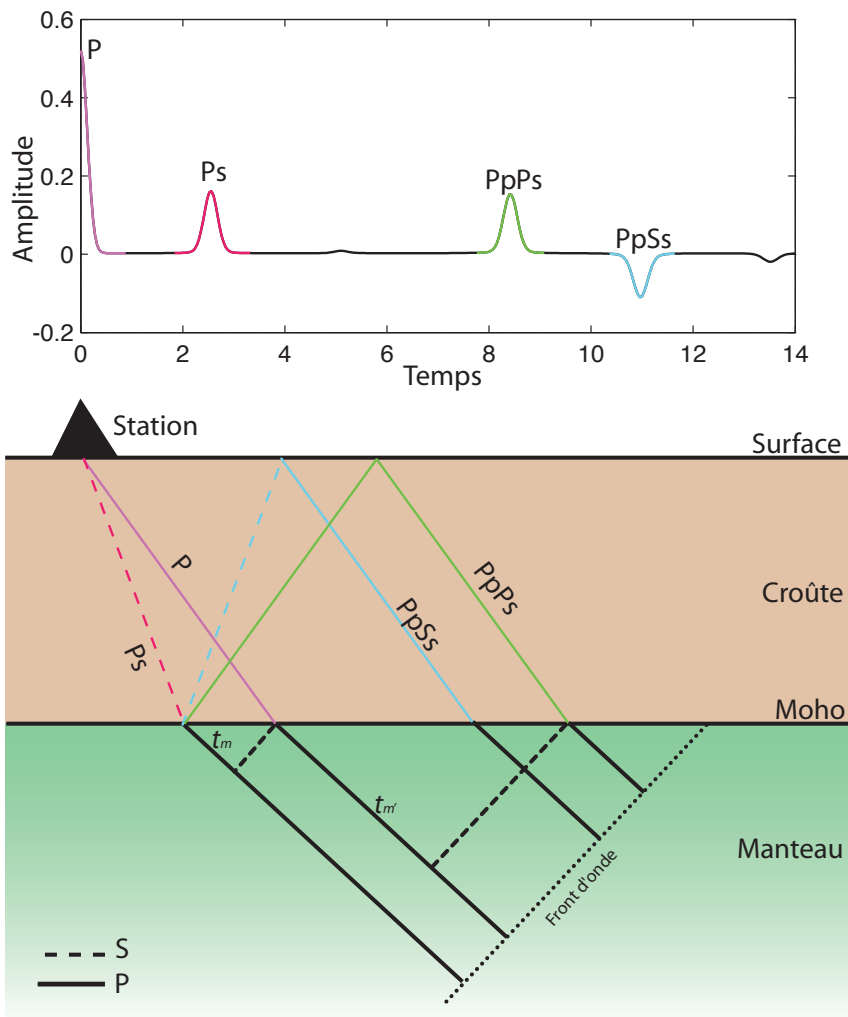 0.6
P
0.4
Amplitude
Ps
PpPs
0.2
PpSs
0
-0.2
0 2 4 6 8 10 12 14
Temps
Station
Surface
P
PpPs
Croûte
PpSs
Ps
Moho
tm
tm'
Manteau
Front d'onde
S
P